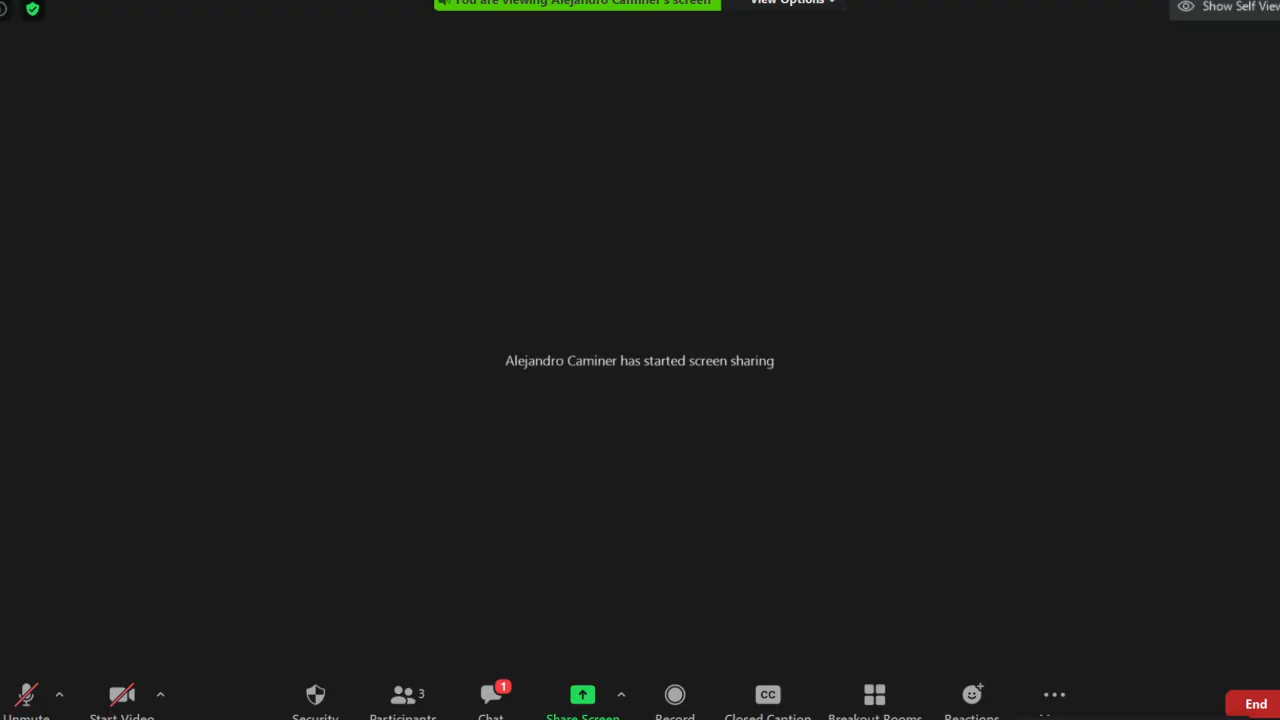 You are viewing Alejandro Caminer's screen
View Options
Show Self View
Alejandro Caminer has started screen sharing
3
1
CC
Unmute
Start Video
Security
Participants
Chat
Share Screen
Record
Closed Caption
Breakout Rooms
Reactions
End